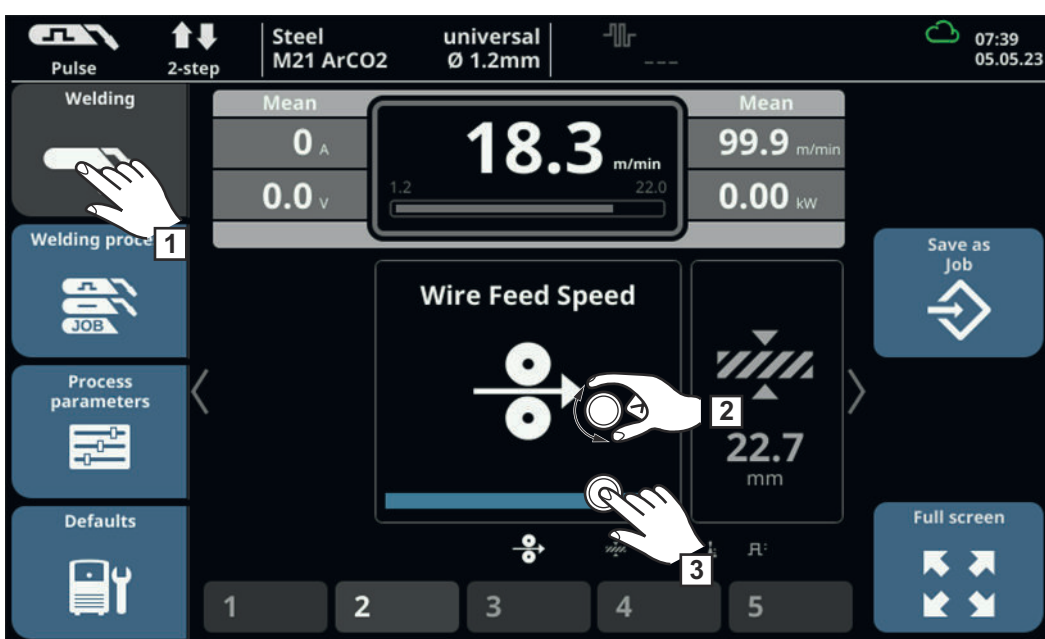 Pulse
2-step
Steel universal
M21 ArCO2 Ø 1.2mm
---
07:39
05.05.23
Welding
1
Welding proce
JOB
Process
parameters
Defaults
Mean
0 A
0.0 V
18.3 m/min
1.2 22.0
Mean
99.9 m/min
0.00 kW
Wire Feed Speed
2
22.7
mm
3
1 2 3 4 5
Save as
Job
Full screen